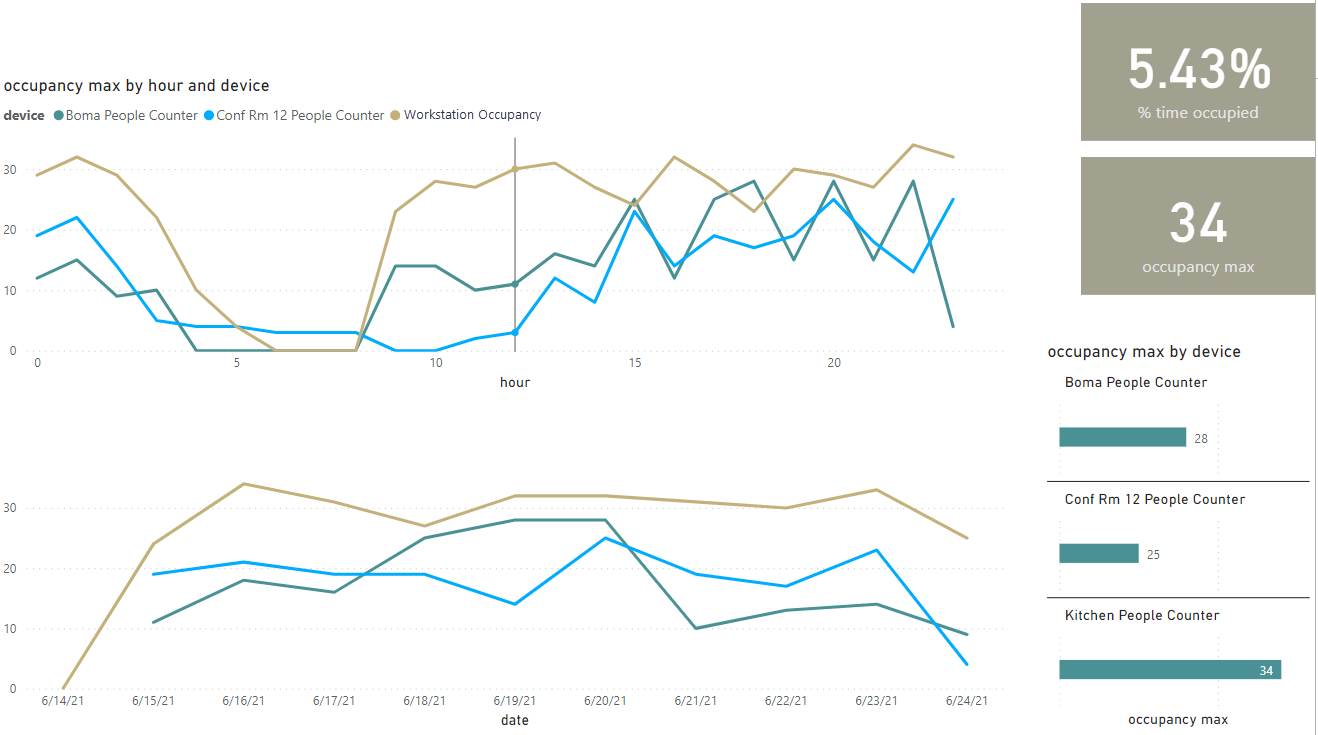 5.43%
% time occupied
occupancy max by hour and device
device Boma People Counter Conf Rm 12 People Counter Workstation Occupancy
30
20
10
0
0 5 10 15 20
hour
34
occupancy max
30
20
10
0
6/14/21 6/15/21 6/16/21 6/17/21 6/18/21 6/19/21 6/20/21 6/21/21 6/22/21 6/23/21 6/24/21
date
occupancy max by device
Boma People Counter
28
Conf Rm 12 People Counter
25
Kitchen People Counter
34
occupancy max